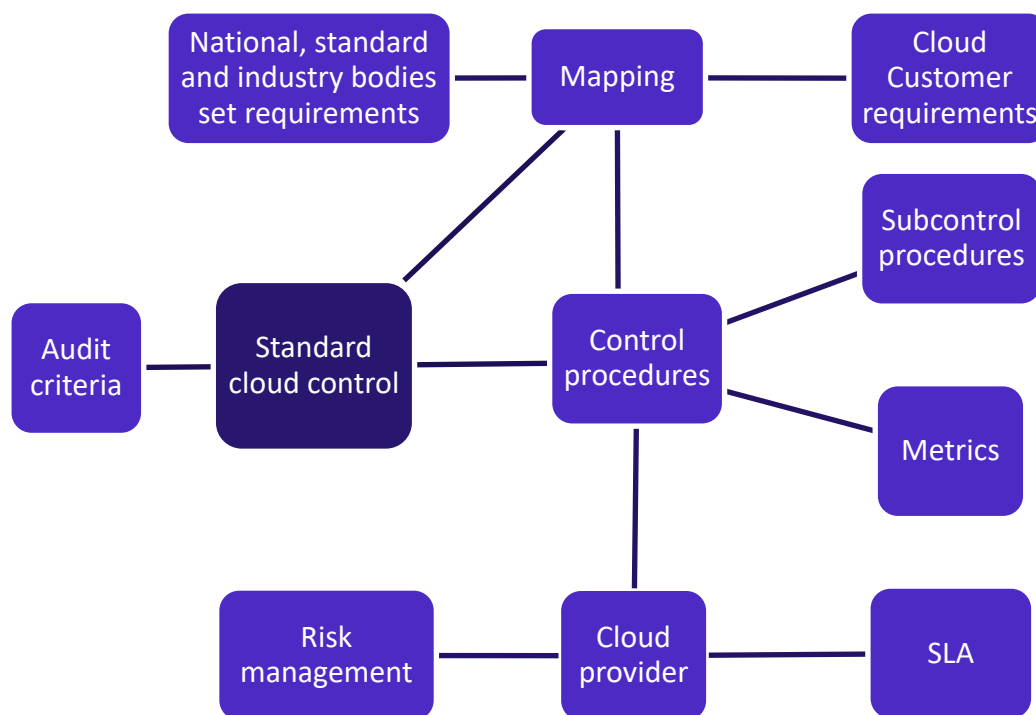 National, standard
and industry bodies
set requirements
Mapping
Cloud
Customer
requirements
Subcontrol
procedures
Audit
criteria
Standard
cloud control
Control
procedures
Metrics
Risk
management
Cloud
provider
SLA